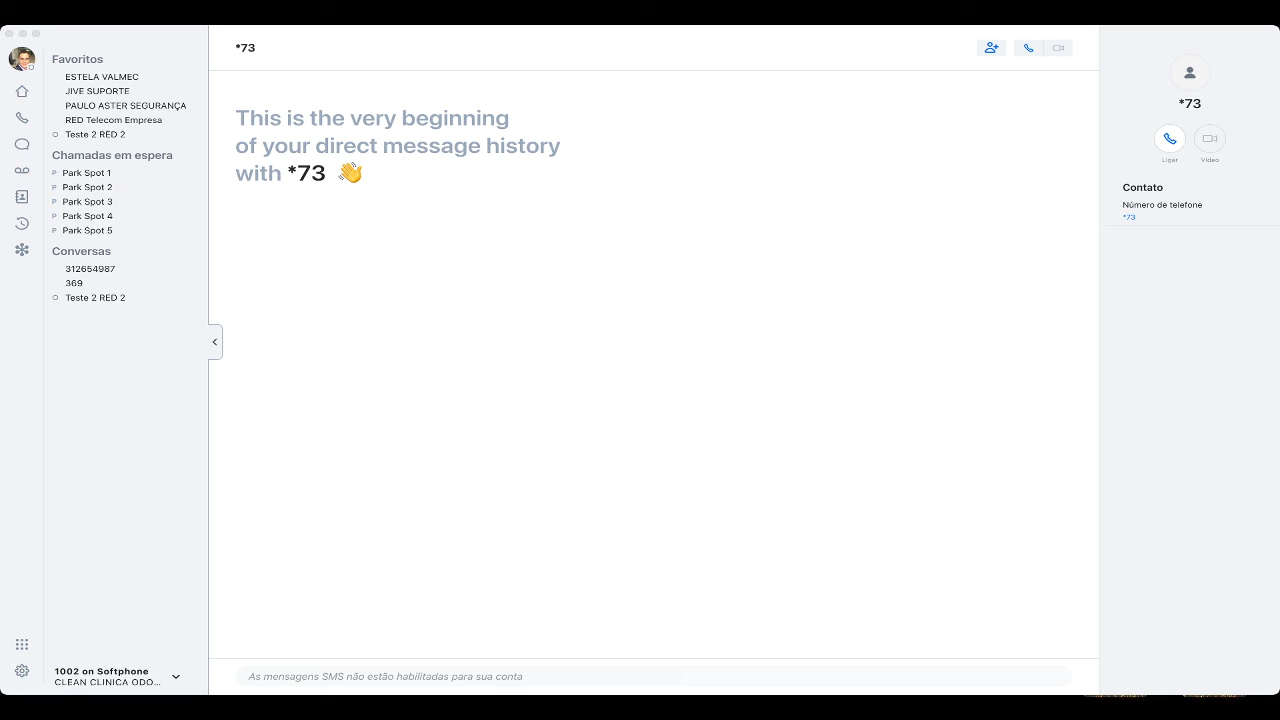 Favoritos
ESTELA VALMEC
JIVE SUPORTE
PAULO ASTER SEGURANÇA
RED Telecom Empresa
Teste 2 RED 2
Chamadas em espera
P Park Spot 1
P Park Spot 2
P Park Spot 3
P Park Spot 4
P Park Spot 5
Conversas
312654987
369
Teste 2 RED 2
1002 on Softphone
CLEAN CLINICA ODO...
*73
This is the very beginning
of your direct message history
with *73 👋
As mensagens SMS não estão habilitadas para sua conta
*73
Ligar
Vídeo
Contato
Número de telefone
*73